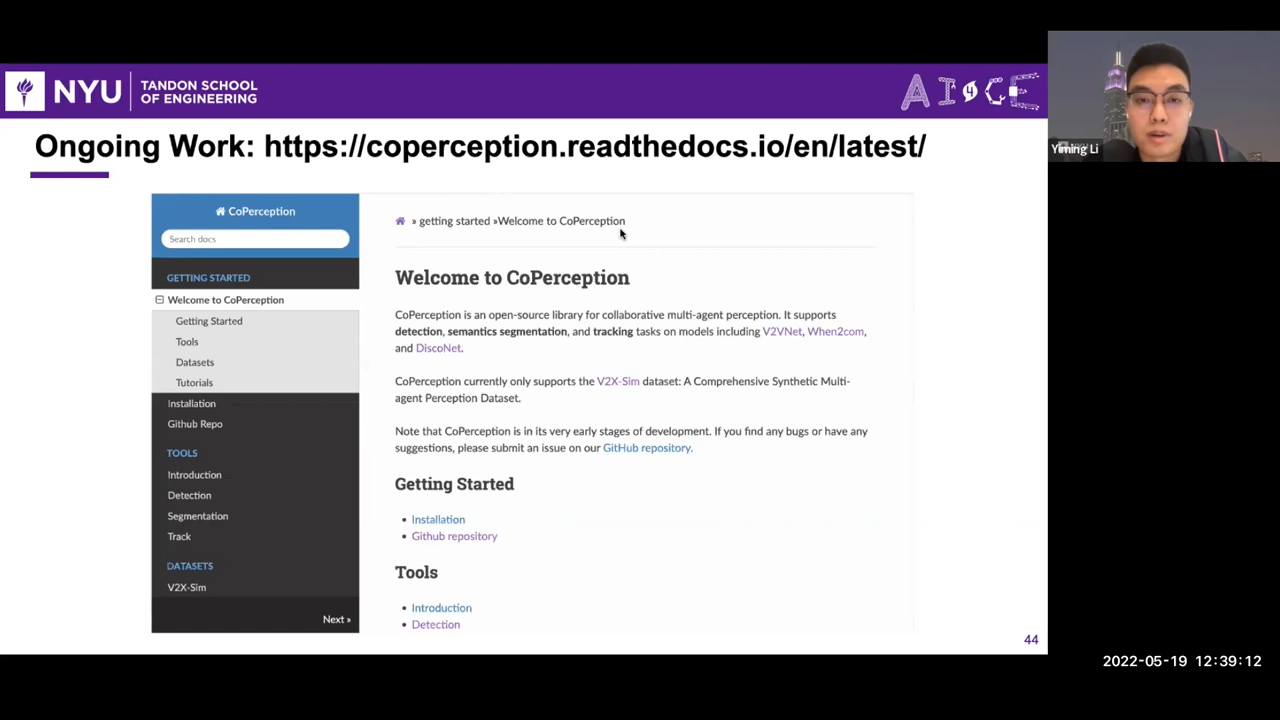 NYU
TANDON SCHOOL
OF ENGINEERING
AI4CE
Yiming Li
Ongoing Work: https://coperception.readthedocs.io/en/latest/
CoPerception
Search docs
GETTING STARTED
Welcome to CoPerception
Getting Started
Tools
Datasets
Tutorials
Installation
Github Repo
TOOLS
Introduction
Detection
Segmentation
Track
DATASETS
V2X-Sim
Next »
» getting started »Welcome to CoPerception
Welcome to CoPerception
CoPerception is an open-source library for collaborative multi-agent perception. It supports
detection, semantics segmentation, and tracking tasks on models including V2VNet, When2com,
and DiscoNet.
CoPerception currently only supports the V2X-Sim dataset: A Comprehensive Synthetic Multi-
agent Perception Dataset.
Note that CoPerception is in its very early stages of development. If you find any bugs or have any
suggestions, please submit an issue on our GitHub repository.
Getting Started
• Installation
• Github repository
Tools
• Introduction
• Detection
44
2022-05-19 12:39:12